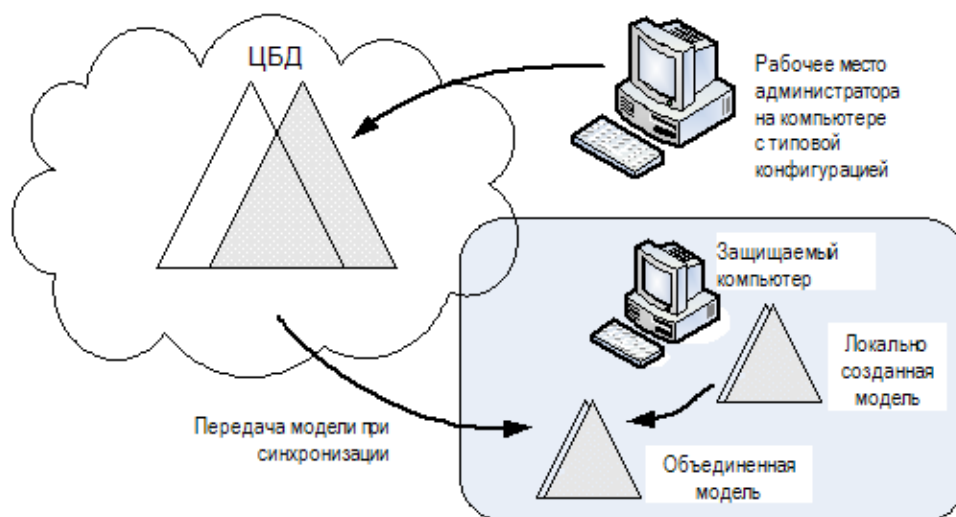 ЦБД
Рабочее место
администратора
на компьютере
с типовой
конфигурацией
Защищаемый
компьютер
Локально
созданная
модель
Передача модели при
синхронизации
Объединенная
модель